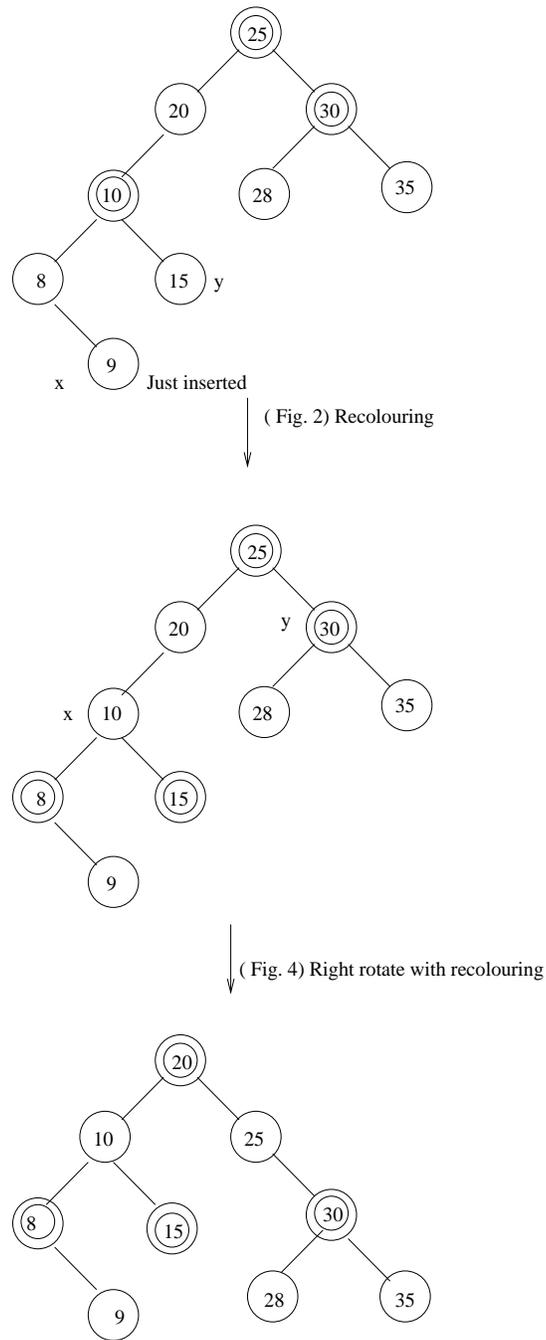 25
20 30
10 28 35
8 15 y
9
x Just inserted
( Fig. 2) Recolouring
25
20 y 30
x 10 28 35
8 15
9
( Fig. 4) Right rotate with recolouring
20
10 25
8 15 30
9 28 35